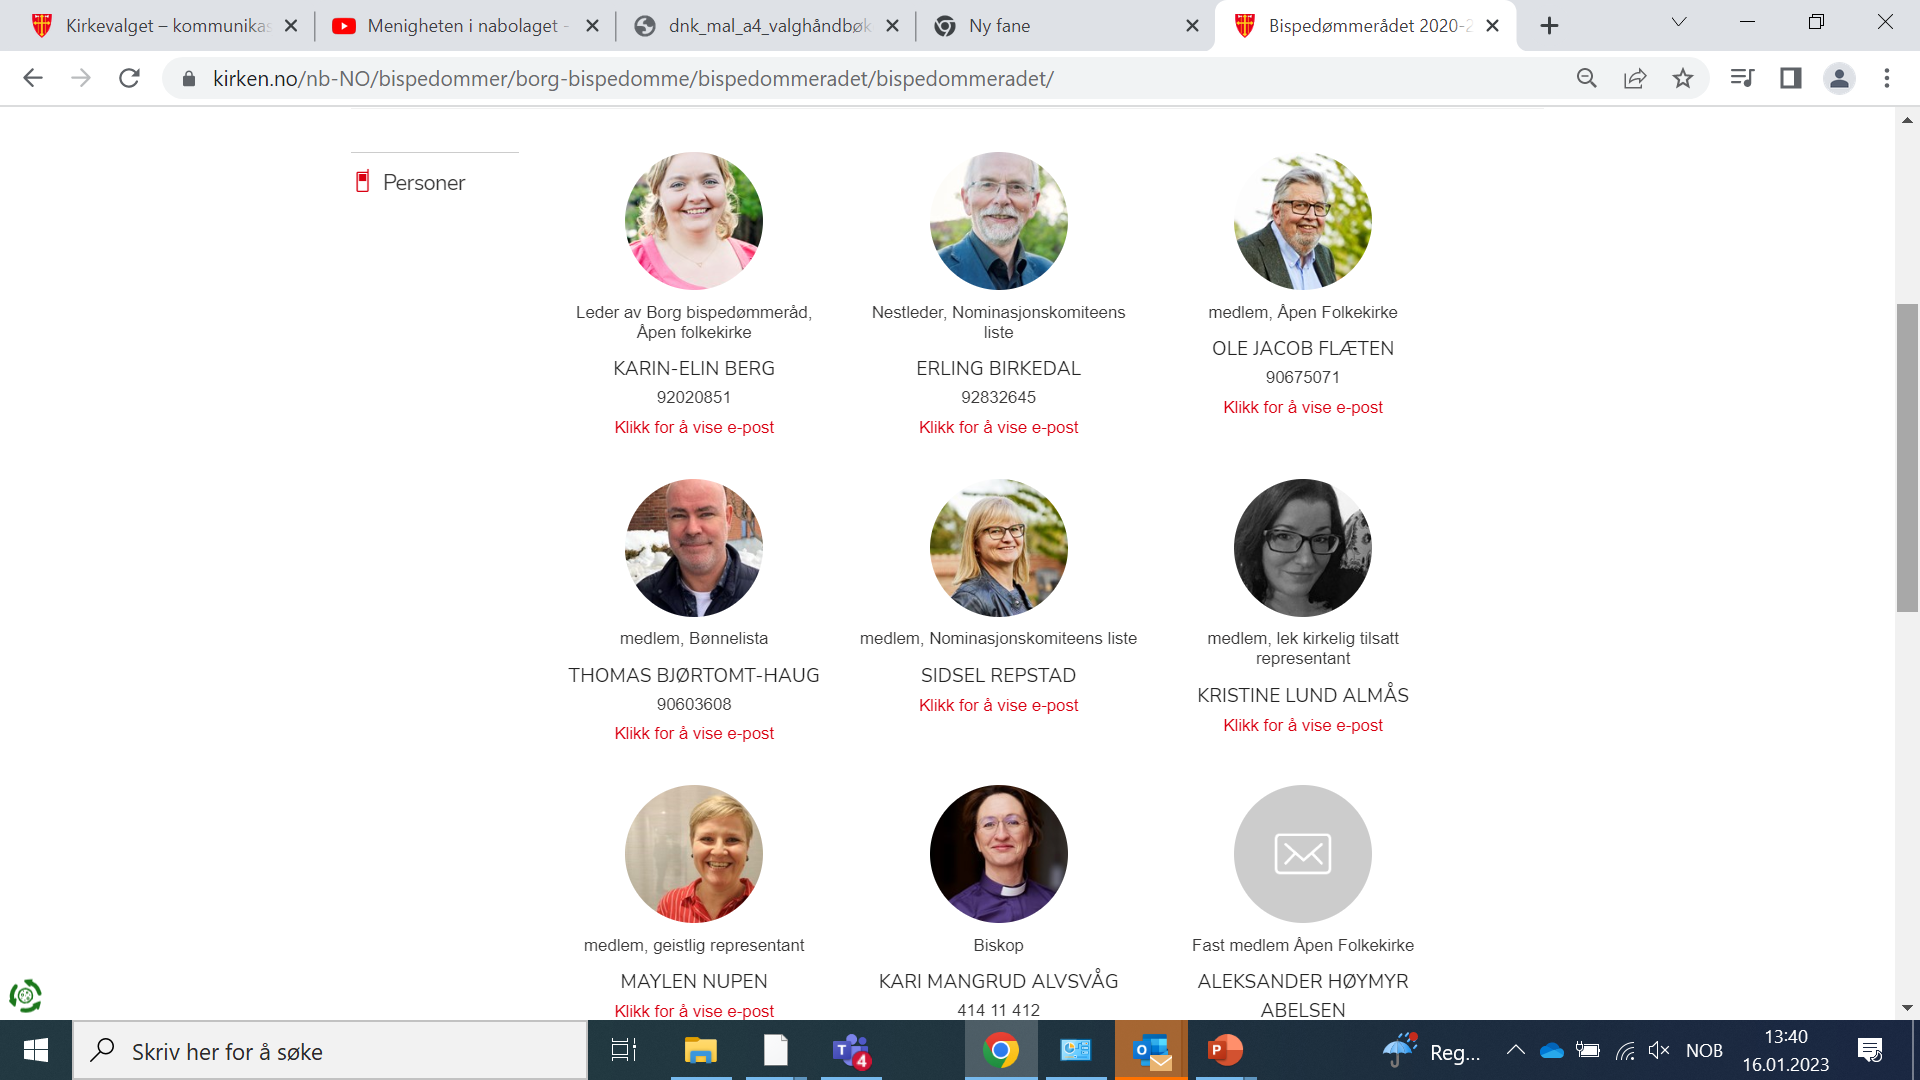 Kirkevalget – kommunikas
Menigheten i nabolaget -
dnk_mal_a4_valghåndbøk
Ny fane
Bispedømmerådet 2020-2
kirken.no/nb-NO/bispedommer/borg-bispedomme/bispedommeradet/bispedommeradet/
Personer
Leder av Borg bispedømmeråd,
Åpen folkekirke
KARIN-ELIN BERG
92020851
Klikk for å vise e-post
Nestleder, Nominasjonskomiteens
liste
ERLING BIRKEDAL
92832645
Klikk for å vise e-post
medlem, Åpen Folkekirke
OLE JACOB FLÆTEN
90675071
Klikk for å vise e-post
medlem, Bønnelista
THOMAS BJØRTOMT-HAUG
90603608
Klikk for å vise e-post
medlem, Nominasjonskomiteens liste
SIDSEL REPSTAD
Klikk for å vise e-post
medlem, lek kirkelig tilsatt
representant
KRISTINE LUND ALMÅS
Klikk for å vise e-post
medlem, geistlig representant
MAYLEN NUPEN
Klikk for å vise e-post
Biskop
KARI MANGRUD ALVSVÅG
414 11 412
Fast medlem Åpen Folkekirke
ALEKSANDER HØYMYR
ABELSEN
Skriv her for å søke
4
Reg...
NOB
13:40
16.01.2023